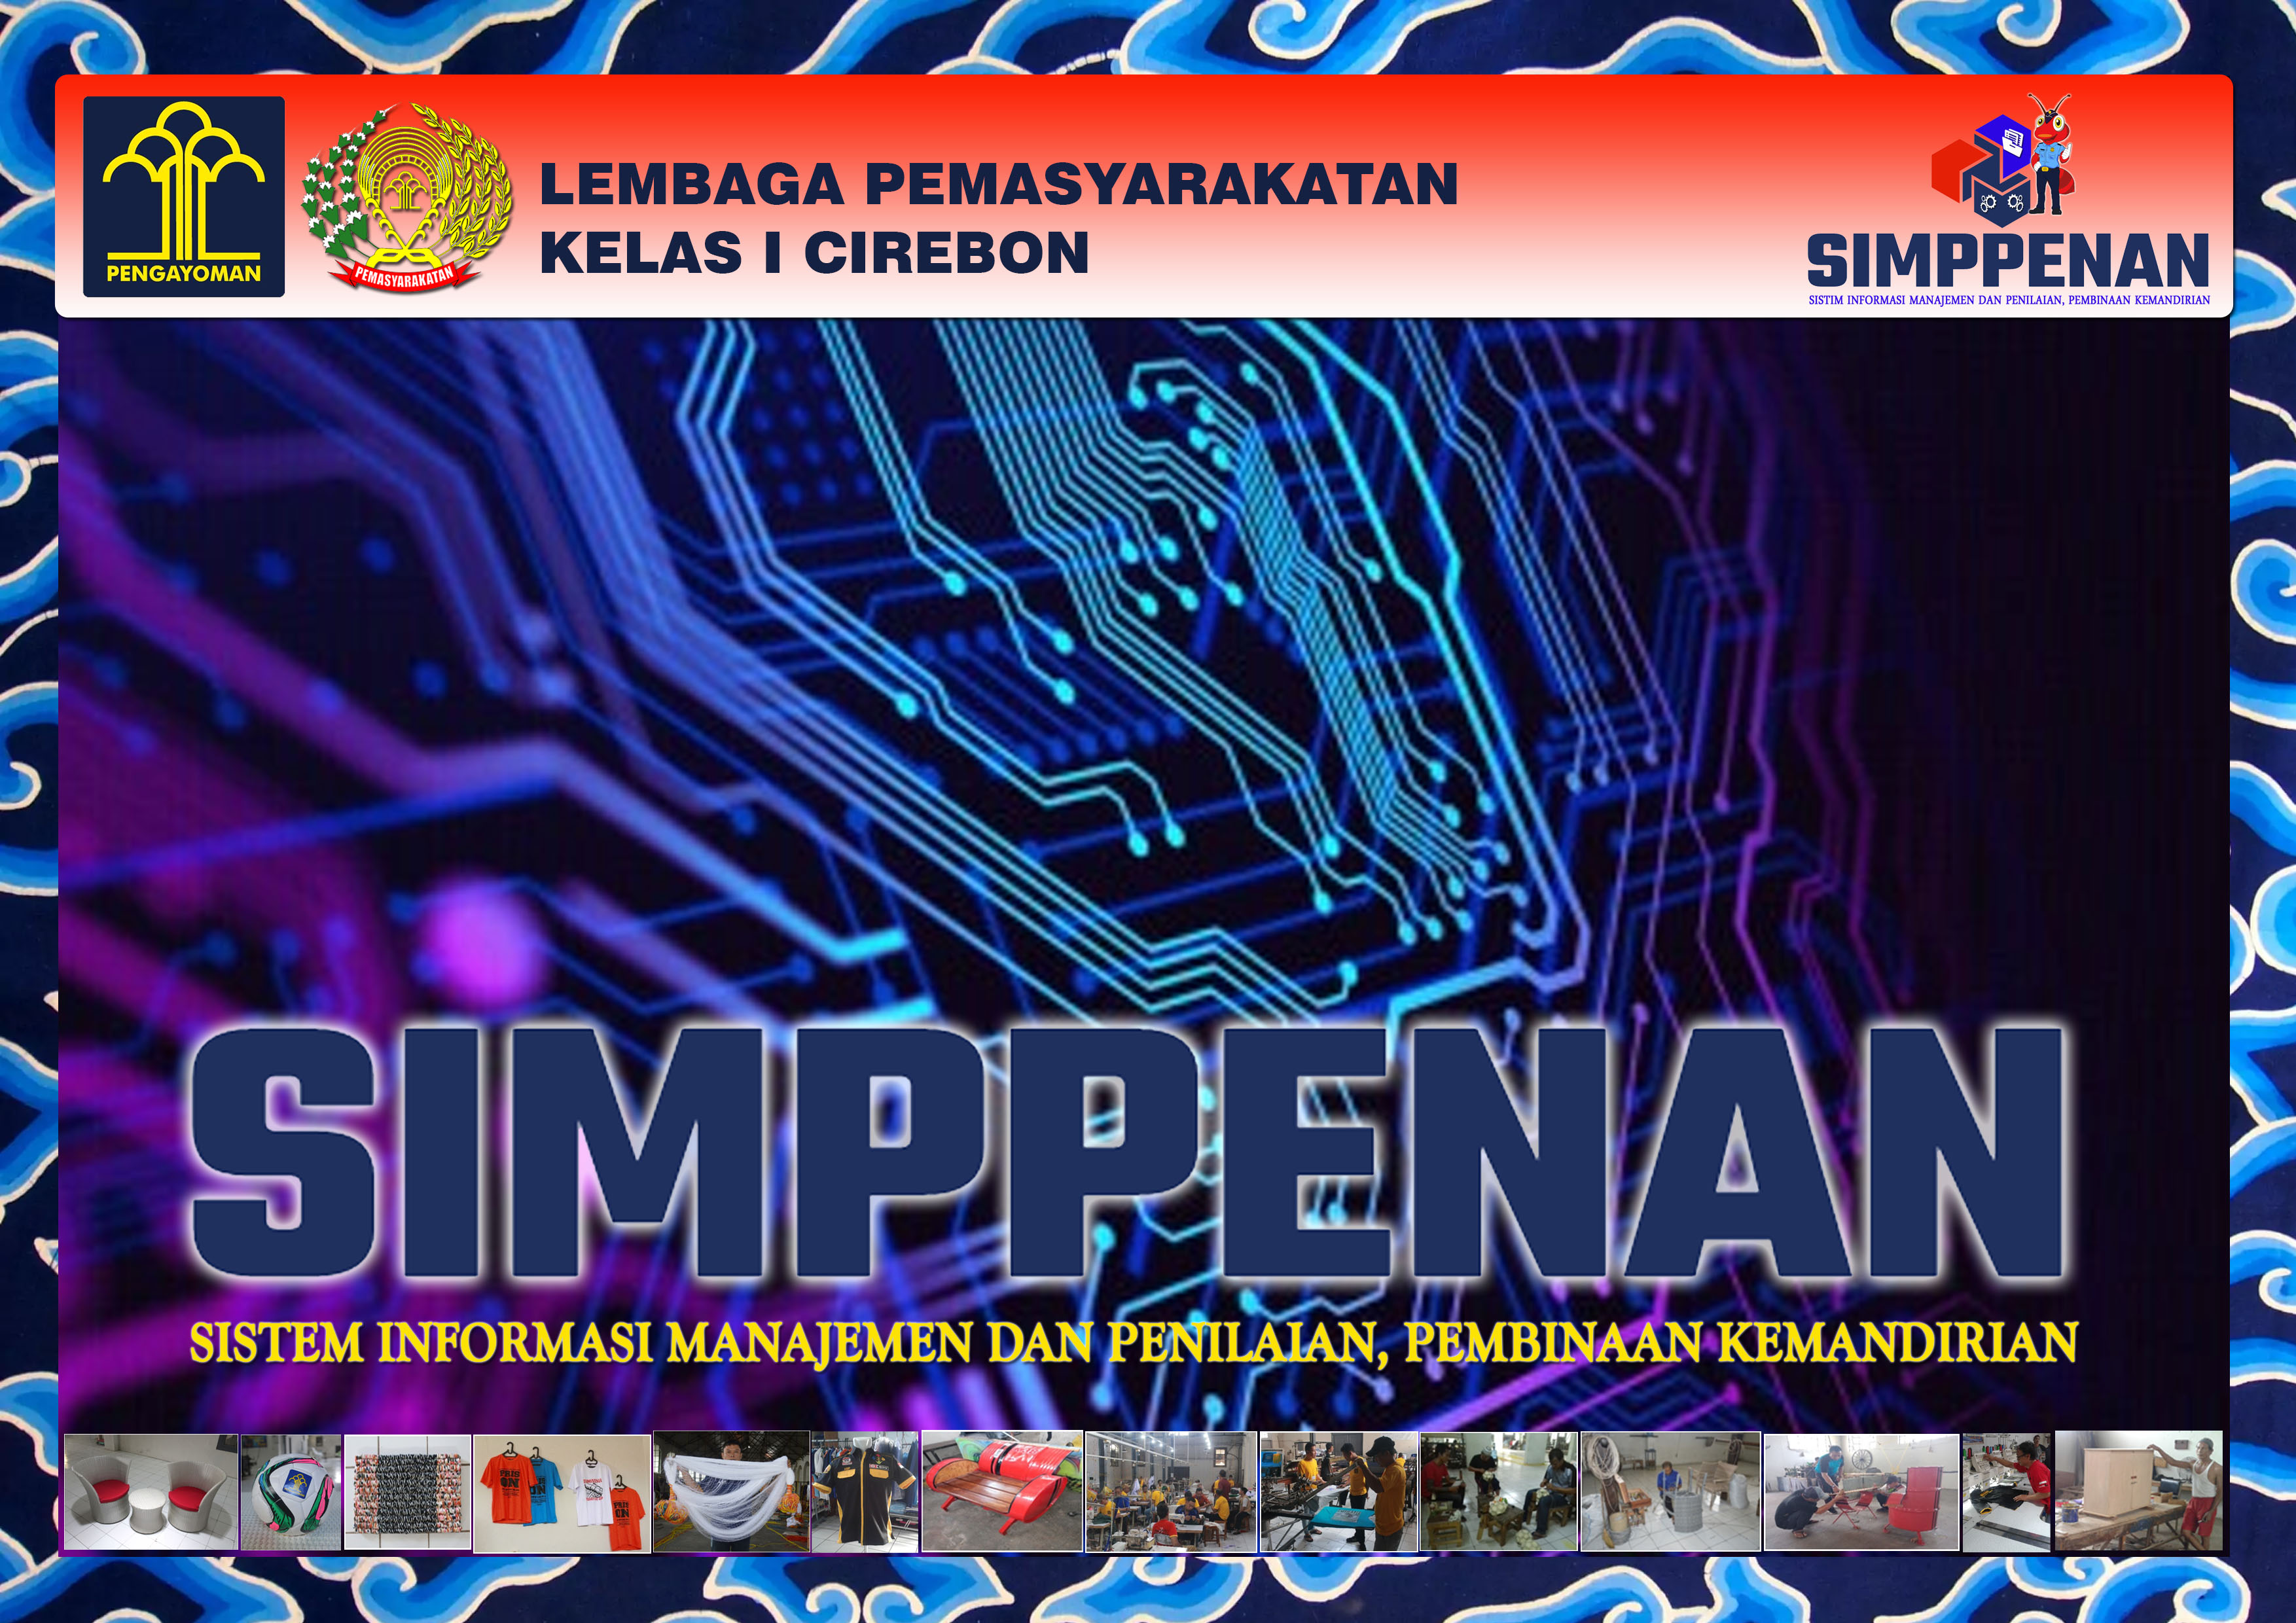 PENGAYOMAN
PEMASYARAKATAN
LEMBAGA PEMASYARAKATAN
KELAS I CIREBON
SIMPPENAN
SISTIM INFORMASI MANAJEMEN DAN PENILAIAN, PEMBINAAN KEMANDIRIAN
SIMPPENAN
SISTEM INFORMASI MANAJEMEN DAN PENILAIAN, PEMBINAAN KEMANDIRIAN